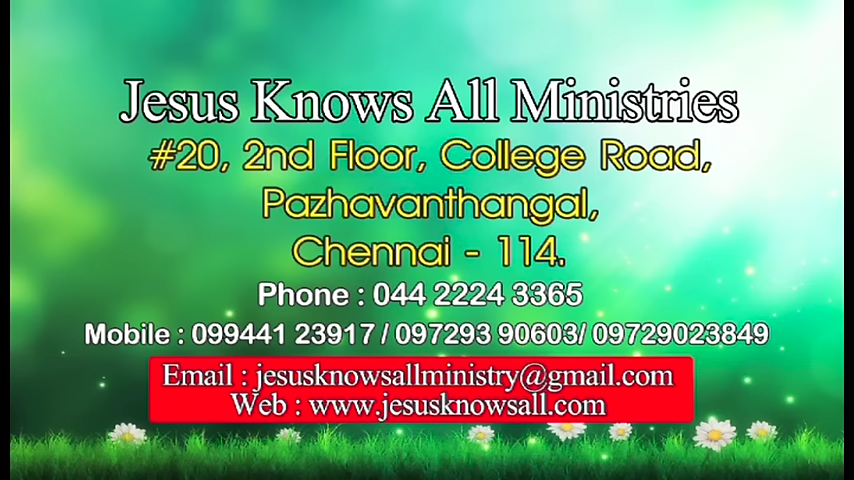 Jesus Knows All Ministries
#20, 2nd Floor, College Road,
Pazhavanthangal,
Chennai - 114.
Phone : 044 2224 3365
Mobile : 099441 23917 / 097293 90603/ 09729023849
Email : jesusknowsallministry@gmail.com
Web : www.jesusknowsall.com